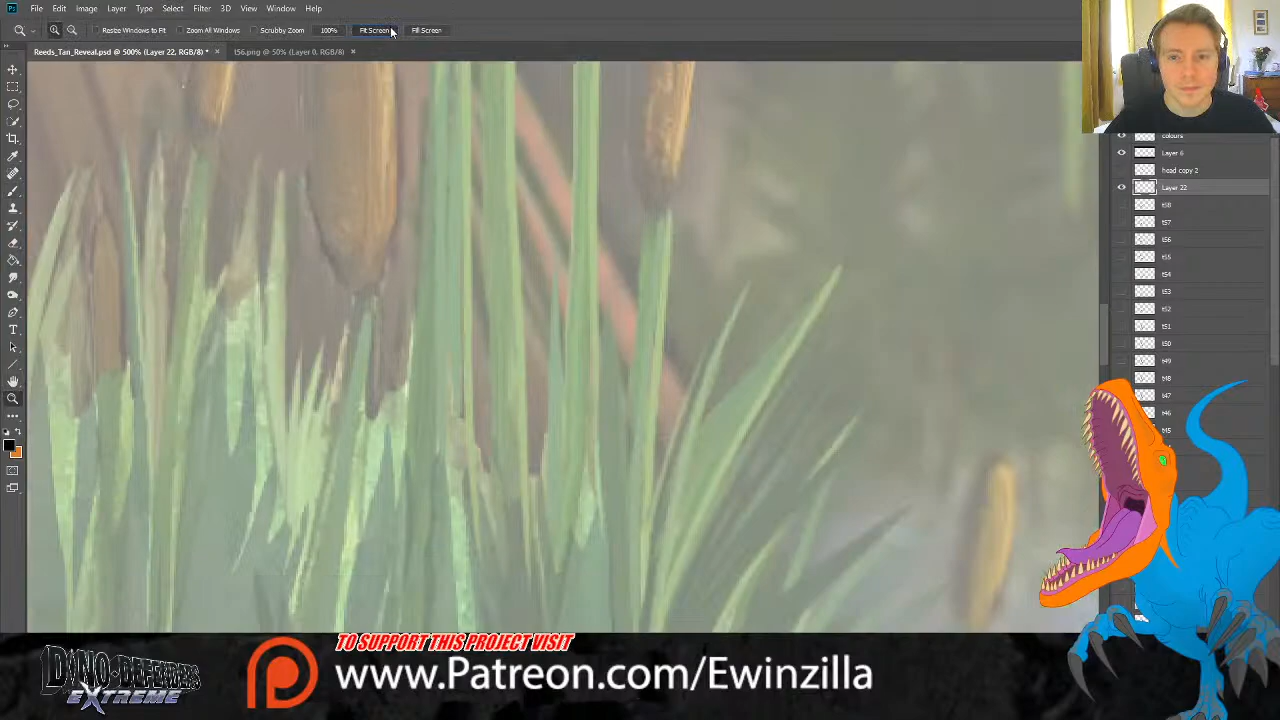 Ps File Edit Image Layer Type Select Filter 3D View Window Help
Resize Windows to Fit Zoom All Windows Scrubby Zoom 100% Fit Screen Fill Screen
Reeds_Tan_Reveal.psd @ 500% (Layer 22, RGB/8) * × t56.png @ 50% (Layer 0, RGB/8) ×
colours
Layer 6
head copy 2
Layer 22
t58
t57
t56
t55
t54
t53
t52
t51
t50
t49
t48
t47
t46
t45
TO SUPPORT THIS PROJECT VISIT
www.Patreon.com/Ewinzilla
DINO-DEFENDERS
EXTREME